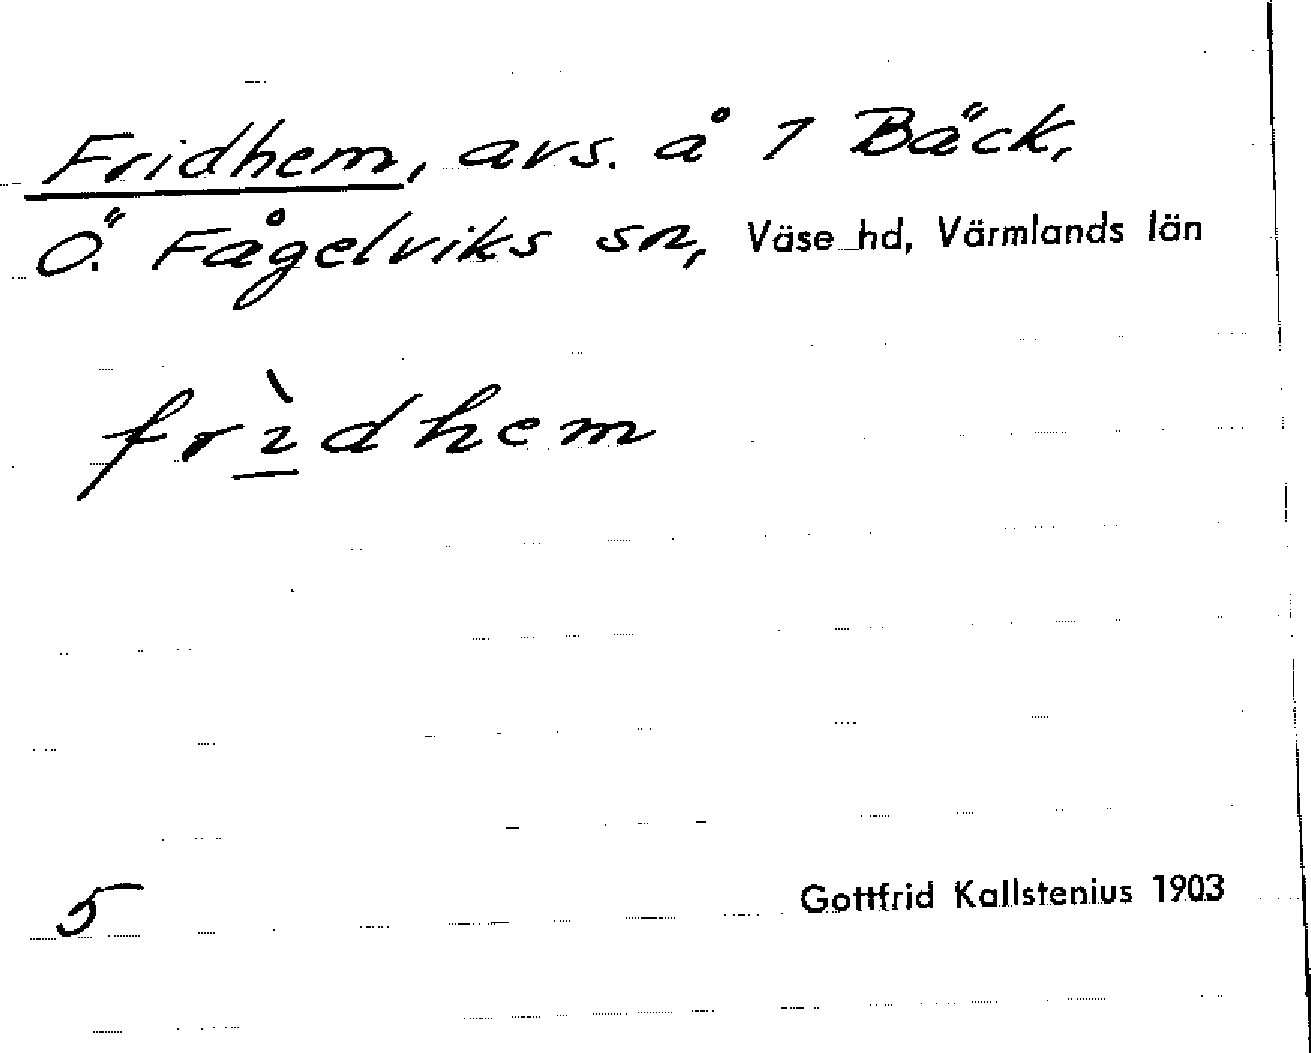 Fridhem, avs. å 1 Bäck,
Ö. Fågelviks sn, Väse hd, Värmlands län
frìdhem
5
Gottfrid Kallstenius 1903